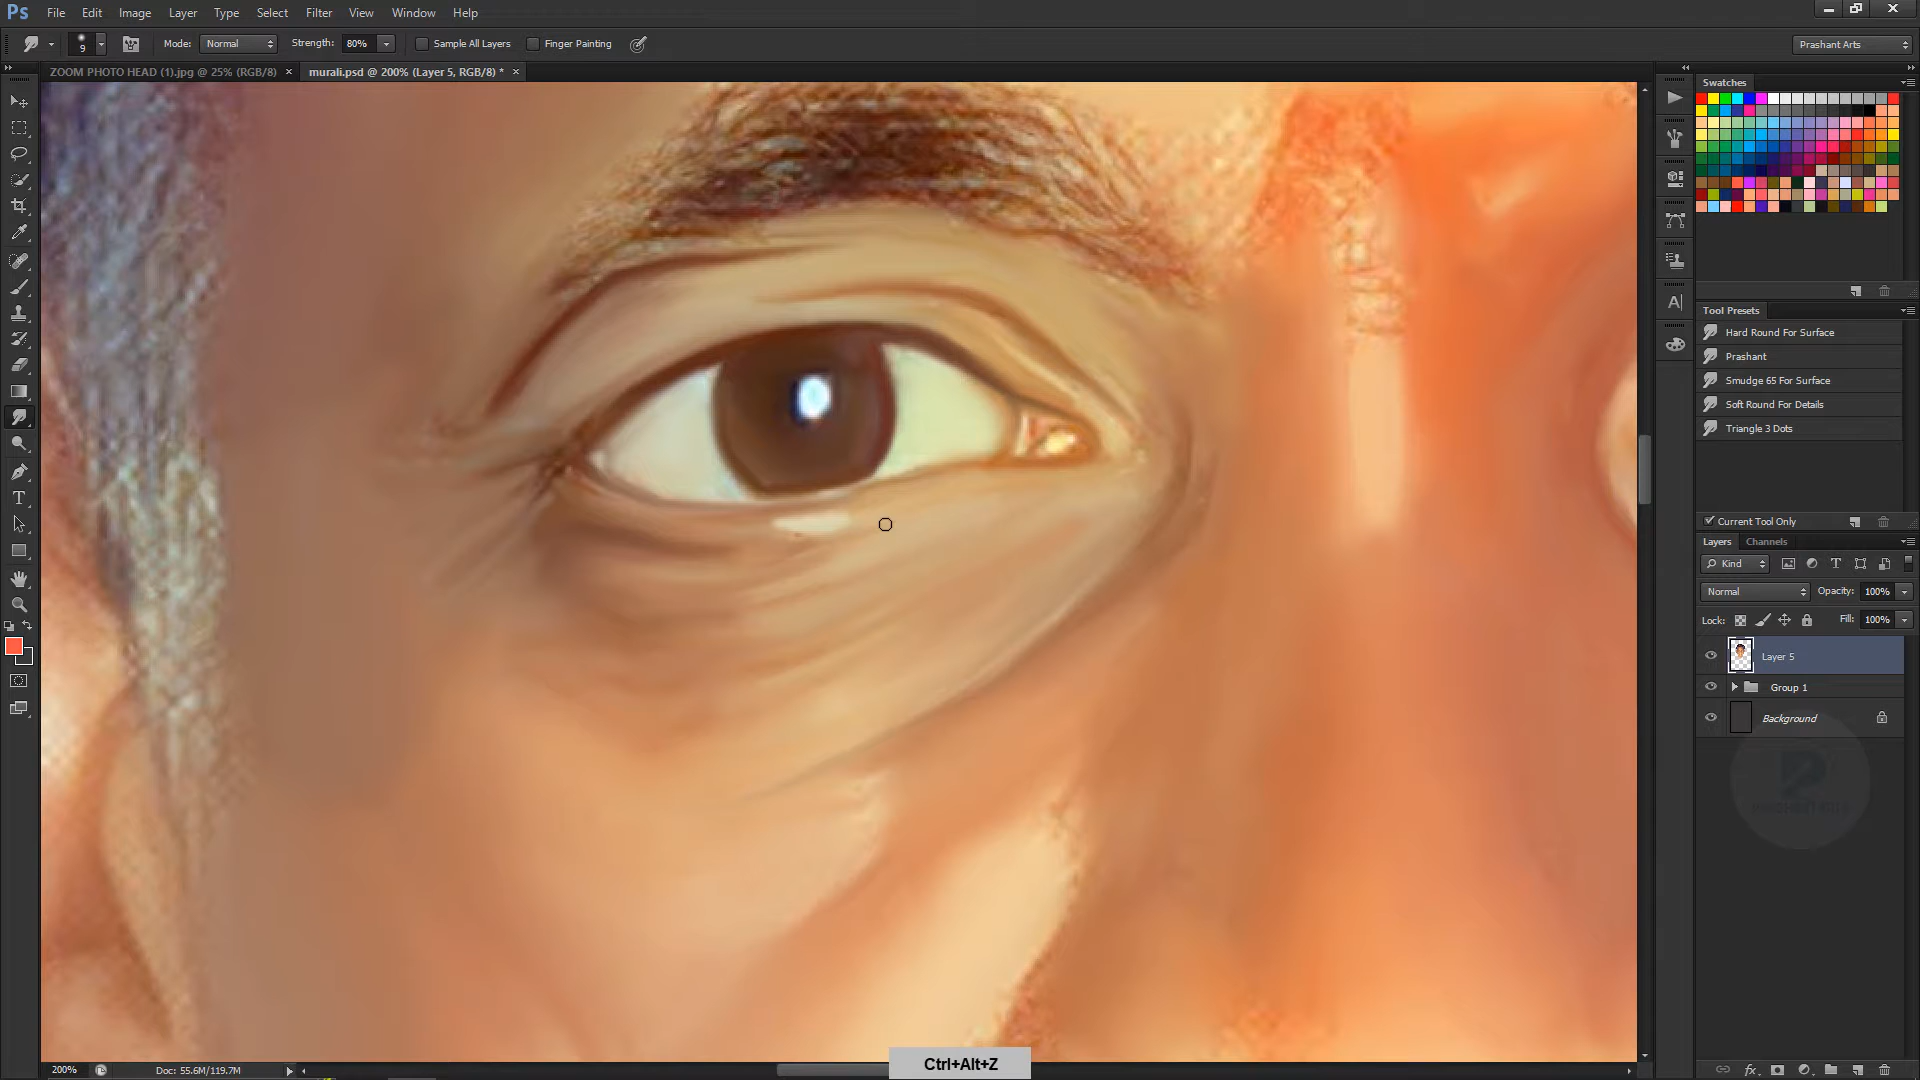 Ps File Edit Image Layer Type Select Filter View Window Help
9 Mode: Normal Strength: 80% Sample All Layers Finger Painting Prashant Arts
ZOOM PHOTO HEAD (1).jpg @ 25% (RGB/8) × murali.psd @ 200% (Layer 5, RGB/8) * ×
Swatches
Tool Presets
Hard Round For Surface
Prashant
Smudge 65 For Surface
Soft Round For Details
Triangle 3 Dots
Current Tool Only
Layers Channels
Kind T
Normal Opacity: 100%
Lock: Fill: 100%
Layer 5
Group 1
Background
T
A
Ctrl+Alt+Z
200% Doc: 55.6M/119.7M
fx